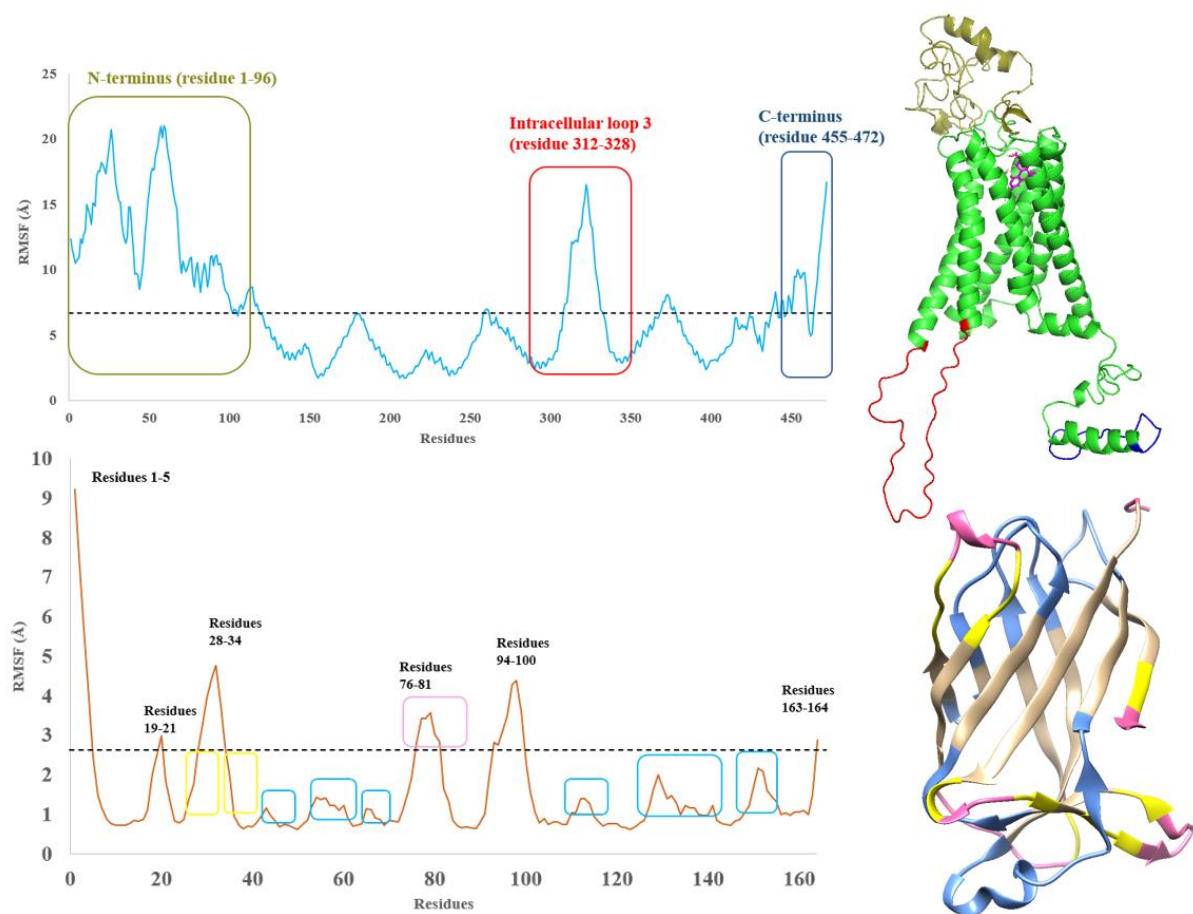 N-terminus (residue 1-96)
Intracellular loop 3
(residue 312-328)
C-terminus
(residue 455-472)
RMSF (Å)
25
20
15
10
5
0
0 50 100 150 200 250 300 350 400 450
Residues
Residues 1-5
Residues
19-21
Residues
28-34
Residues
76-81
Residues
94-100
Residues
163-164
RMSF (Å)
10
9
8
7
6
5
4
3
2
1
0
0 20 40 60 80 100 120 140 160
Residues